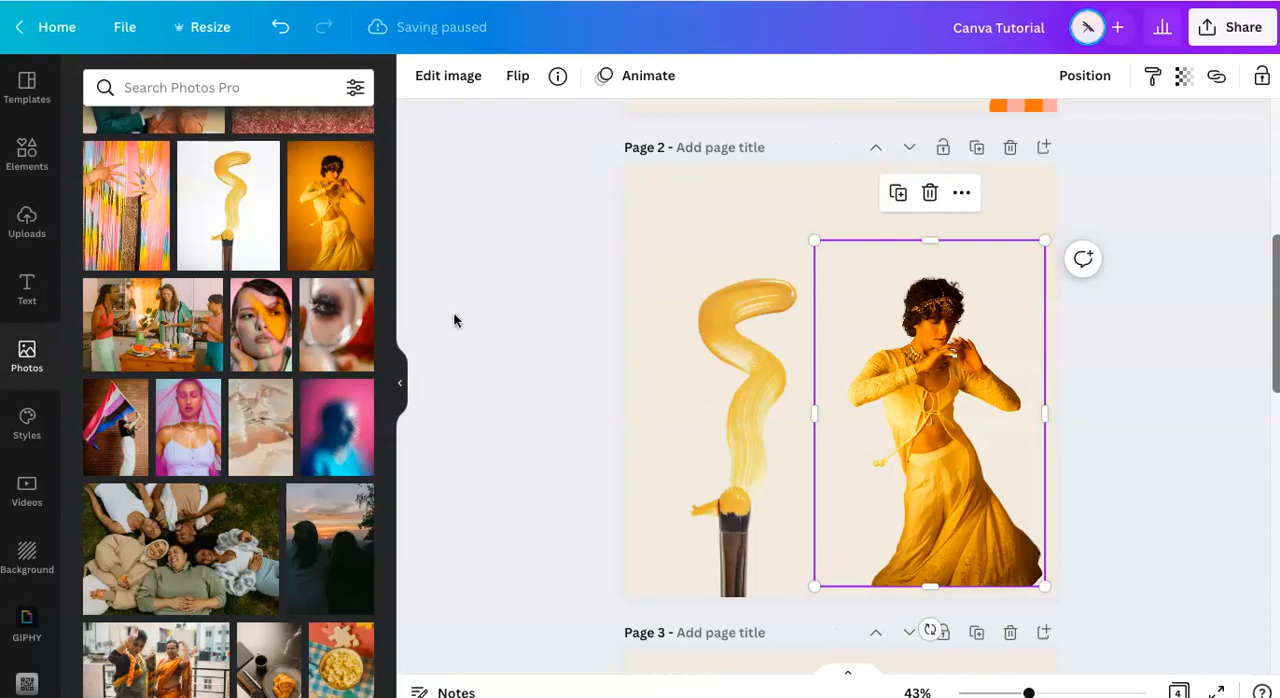 Home File Resize Saving paused Canva Tutorial Share
Search Photos Pro
Edit image Flip Animate Position
Templates
Elements
Uploads
Text
Photos
Styles
Videos
Background
GIPHY
Page 2 - Add page title
Page 3 - Add page title
Notes 43% 4